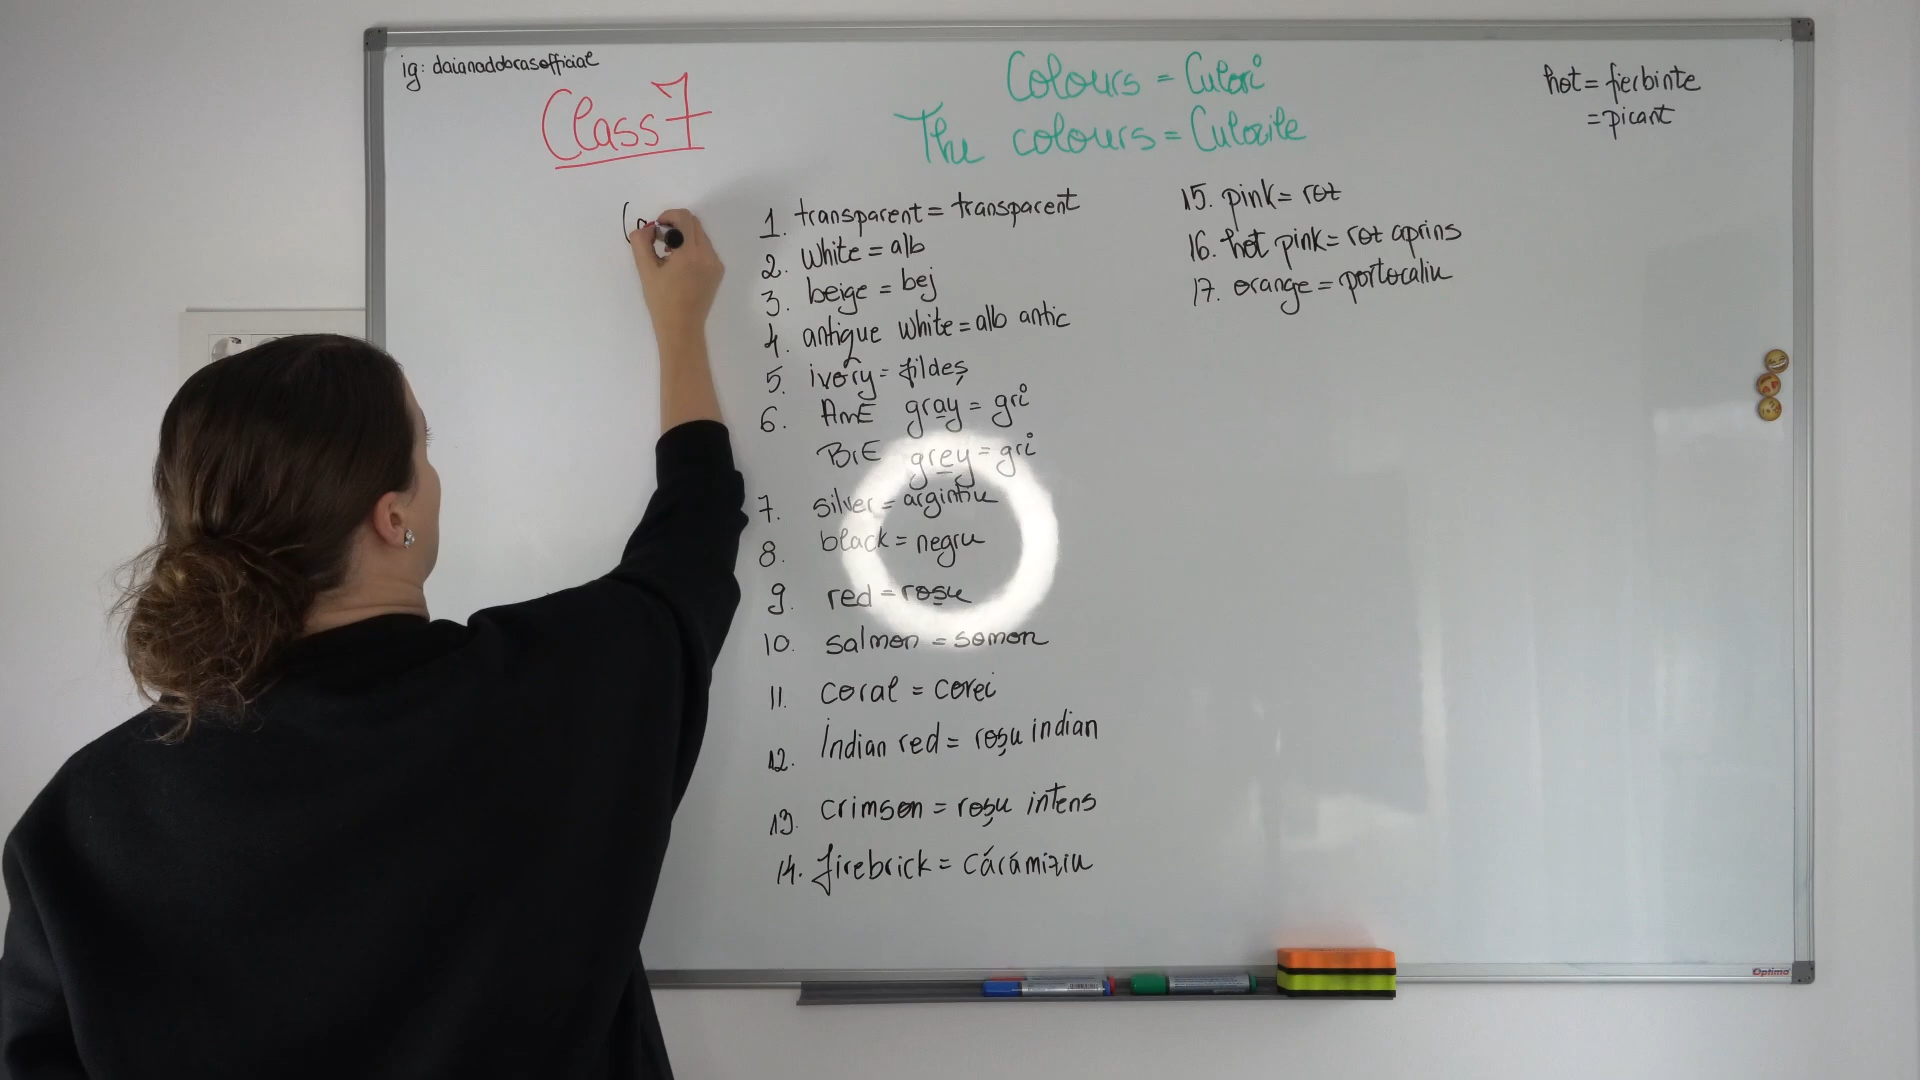 ig: daianaddobrasofficial
Class 7
Colours = Culori
The colours = Culorile
hot = fierbinte
= picant
1. transparent = transparent
2. White = alb
3. beige = bej
4. antique white = alb antic
5. ivory = fildeș
6. AmE gray = gri
BrE grey = gri
7. silver = argintiu
8. black = negru
9. red = roșu
10. salmon = somon
11. coral = corai
12. Indian red = roșu indian
13. crimson = roșu intens
14. firebrick = cărămiziu
15. pink = roz
16. hot pink = roz aprins
17. orange = portocaliu
Optima